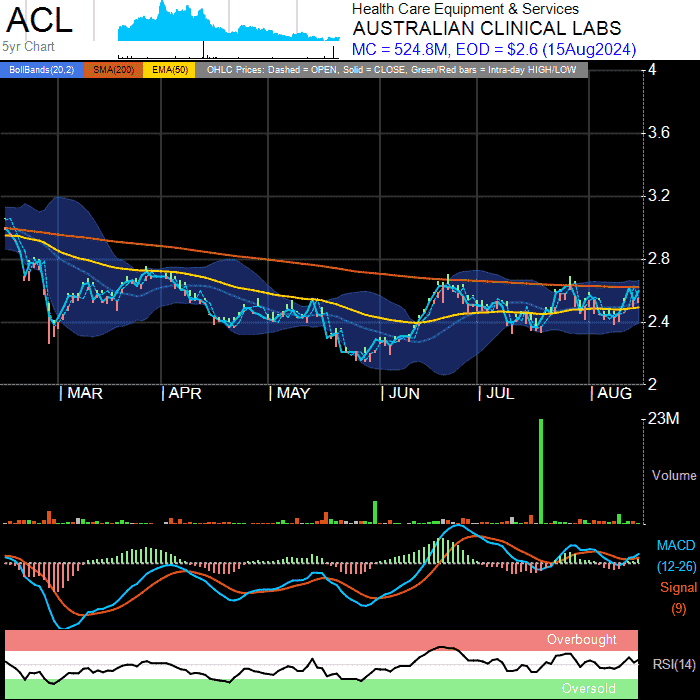 ACL
5yr Chart
Health Care Equipment & Services
AUSTRALIAN CLINICAL LABS
MC = 524.8M, EOD = $2.6 (15Aug2024)
BollBands(20,2) SMA(200) EMA(50) OHLC Prices: Dashed = OPEN, Solid = CLOSE, Green/Red bars = Intra-day HIGH/LOW
4
3.6
3.2
2.8
2.4
2
| MAR | APR | MAY | JUN | JUL | AUG
23M
Volume
MACD
(12-26)
Signal
(9)
Overbought
RSI(14)
Oversold